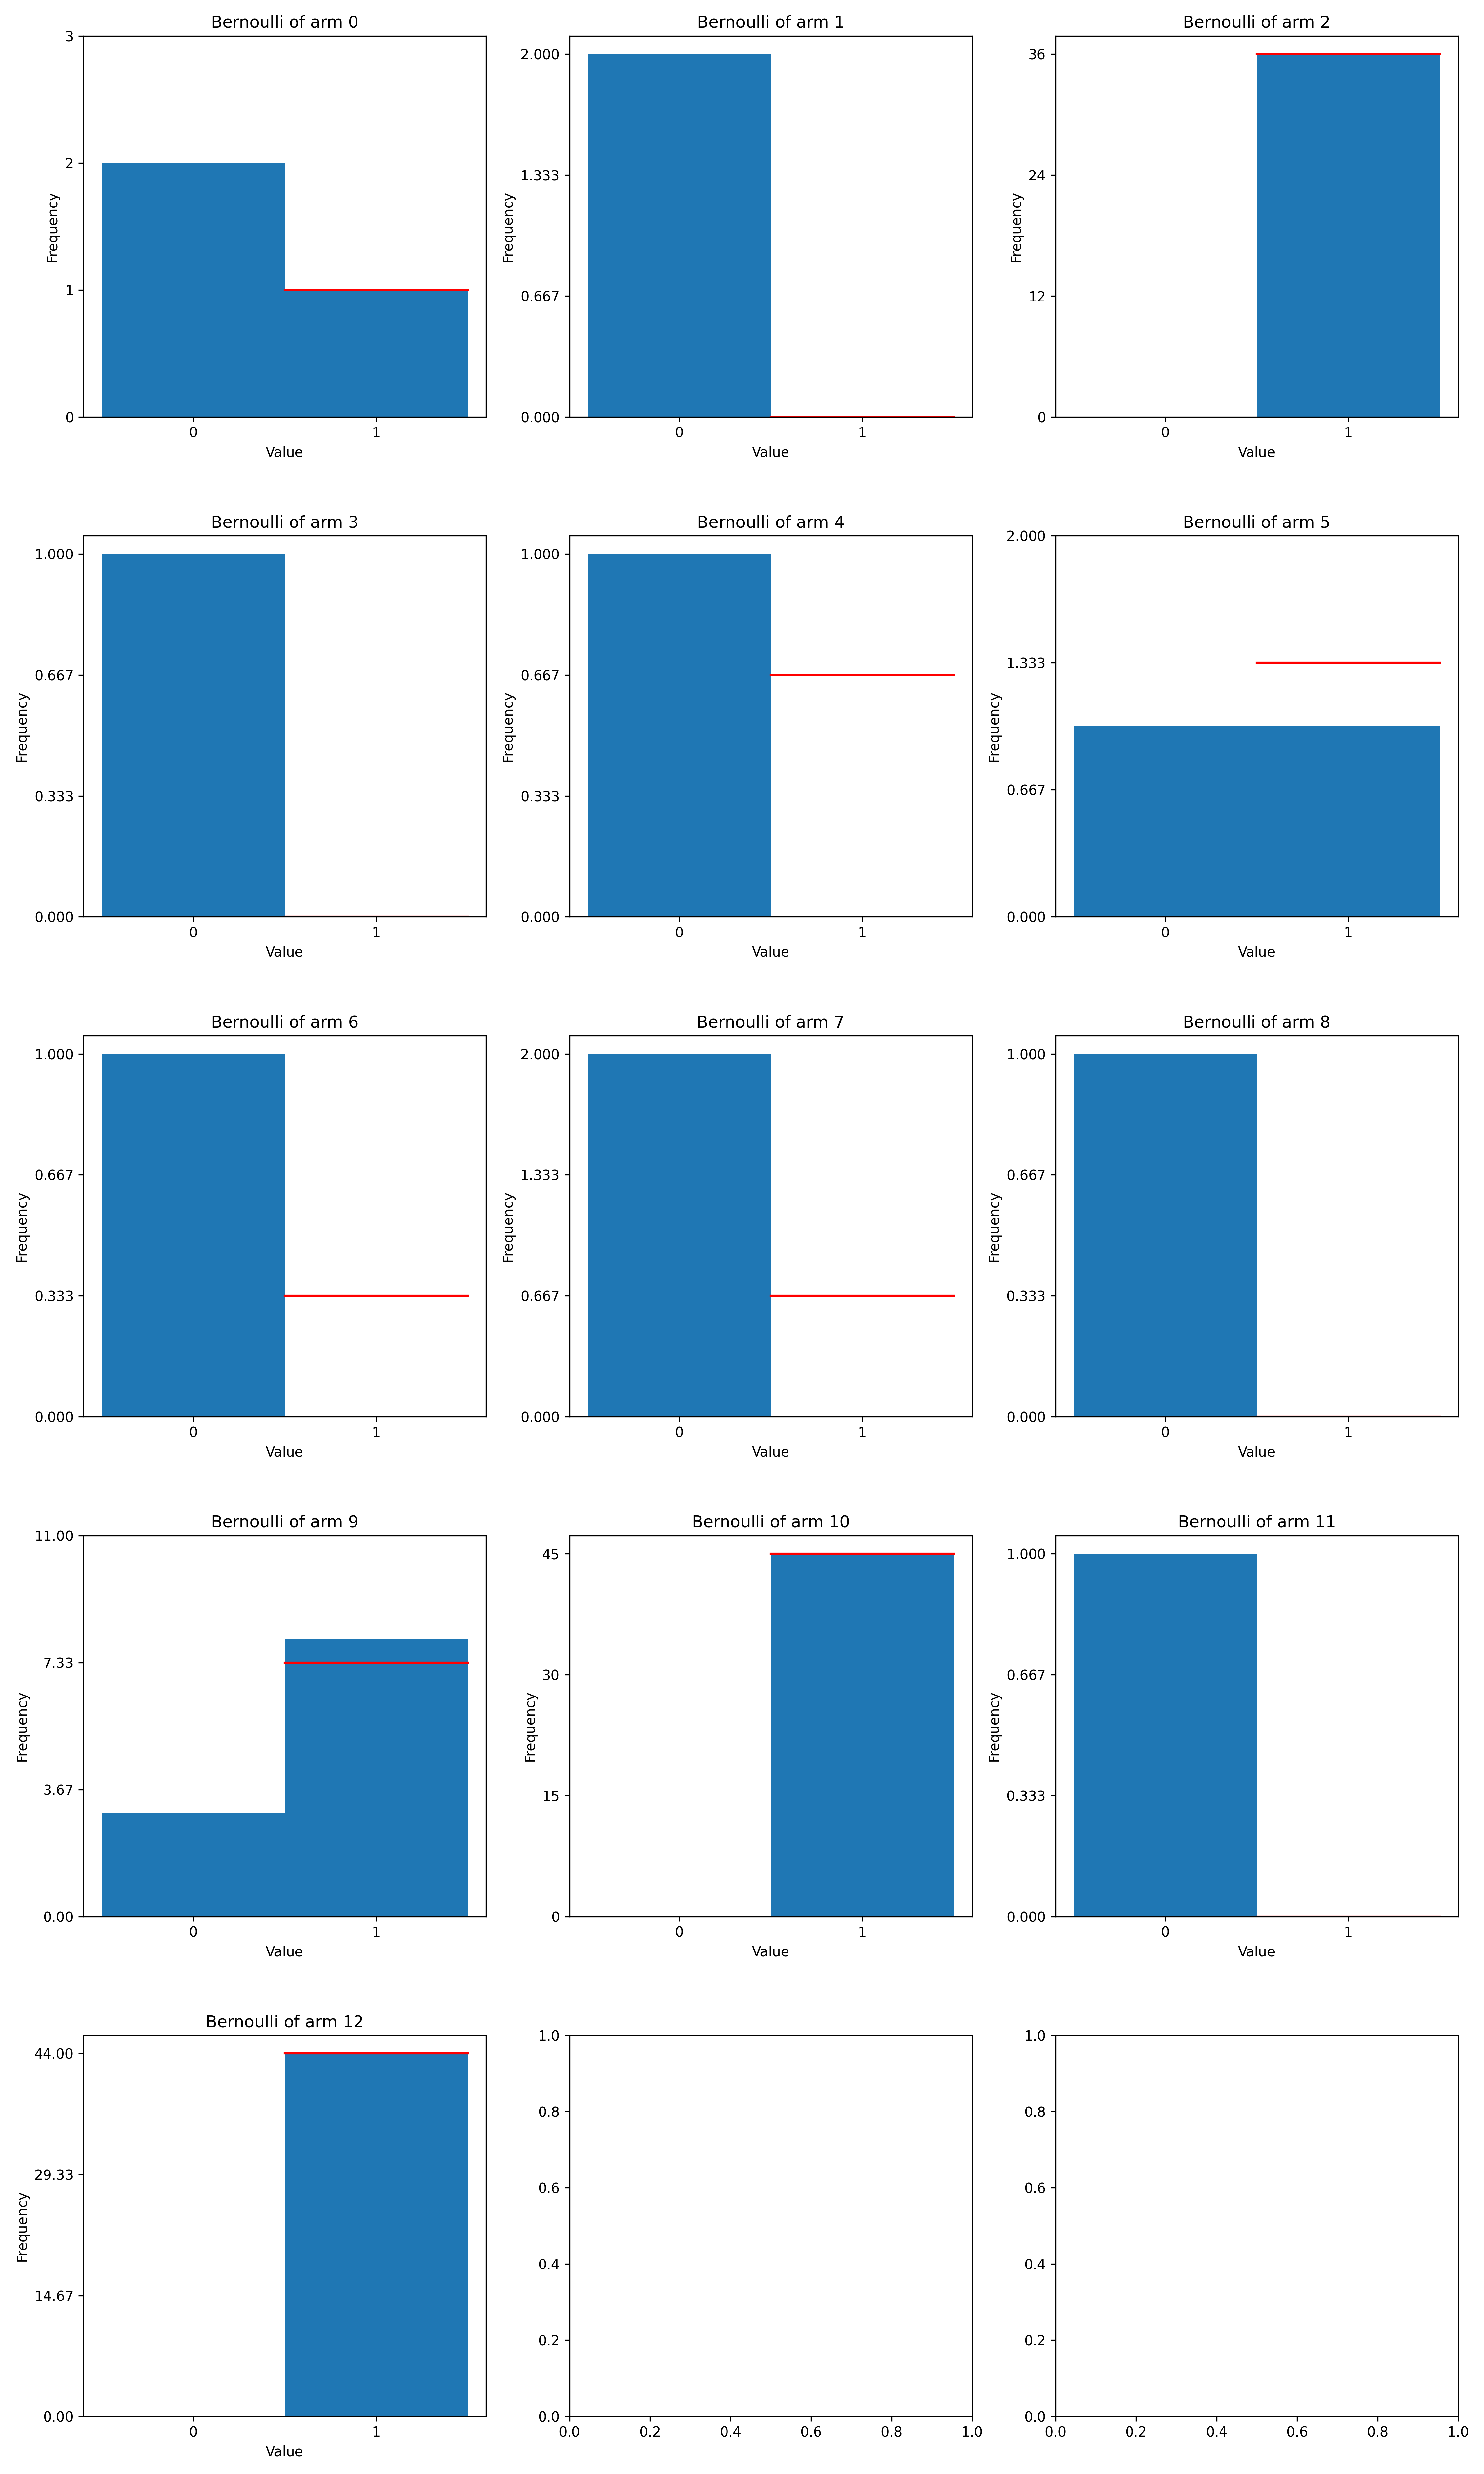 Bernoulli of arm 0
3
2
1
0
Frequency
0 1
Value
Bernoulli of arm 1
2.000
1.333
0.667
0.000
Frequency
0 1
Value
Bernoulli of arm 2
36
24
12
0
Frequency
0 1
Value
Bernoulli of arm 3
1.000
0.667
0.333
0.000
Frequency
0 1
Value
Bernoulli of arm 4
1.000
0.667
0.333
0.000
Frequency
0 1
Value
Bernoulli of arm 5
2.000
1.333
0.667
0.000
Frequency
0 1
Value
Bernoulli of arm 6
1.000
0.667
0.333
0.000
Frequency
0 1
Value
Bernoulli of arm 7
2.000
1.333
0.667
0.000
Frequency
0 1
Value
Bernoulli of arm 8
1.000
0.667
0.333
0.000
Frequency
0 1
Value
Bernoulli of arm 9
11.00
7.33
3.67
0.00
Frequency
0 1
Value
Bernoulli of arm 10
45
30
15
0
Frequency
0 1
Value
Bernoulli of arm 11
1.000
0.667
0.333
0.000
Frequency
0 1
Value
Bernoulli of arm 12
44.00
29.33
14.67
0.00
Frequency
0 1
Value
1.0
0.8
0.6
0.4
0.2
0.0
0.0 0.2 0.4 0.6 0.8 1.0
1.0
0.8
0.6
0.4
0.2
0.0
0.0 0.2 0.4 0.6 0.8 1.0